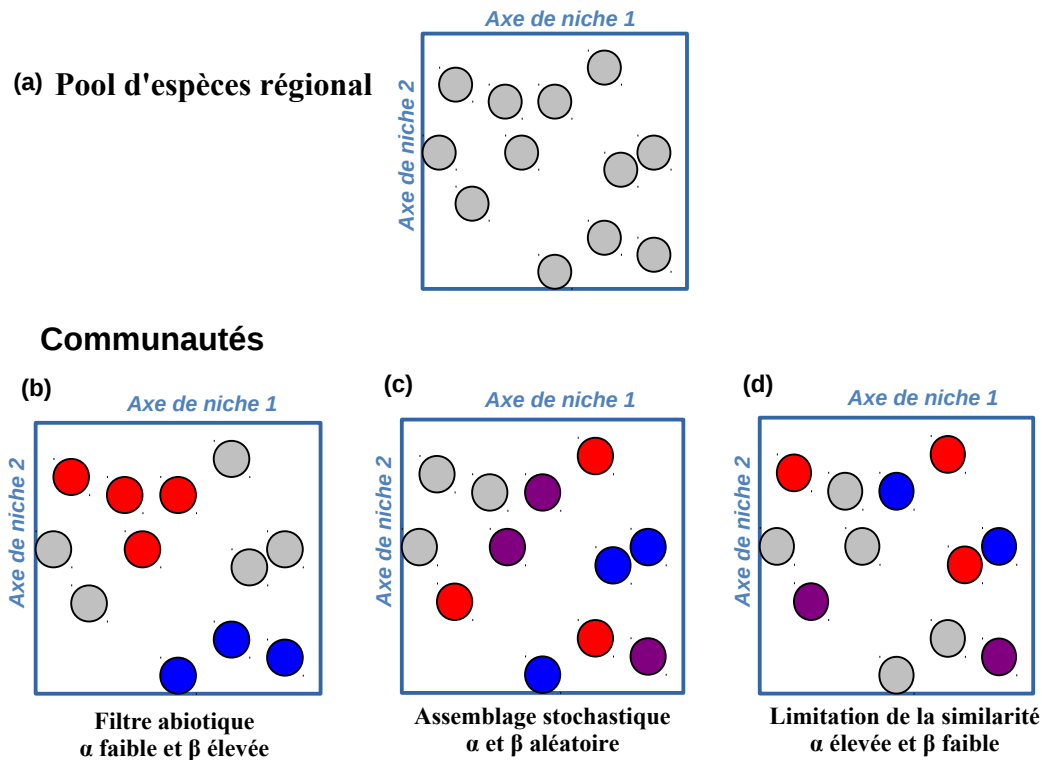 Axe de niche 1
(a) Pool d'espèces régional
Axe de niche 2
Communautés
(b)
Axe de niche 1
Axe de niche 2
Filtre abiotique
α faible et β élevée
(c)
Axe de niche 1
Axe de niche 2
Assemblage stochastique
α et β aléatoire
(d)
Axe de niche 1
Axe de niche 2
Limitation de la similarité
α élevée et β faible